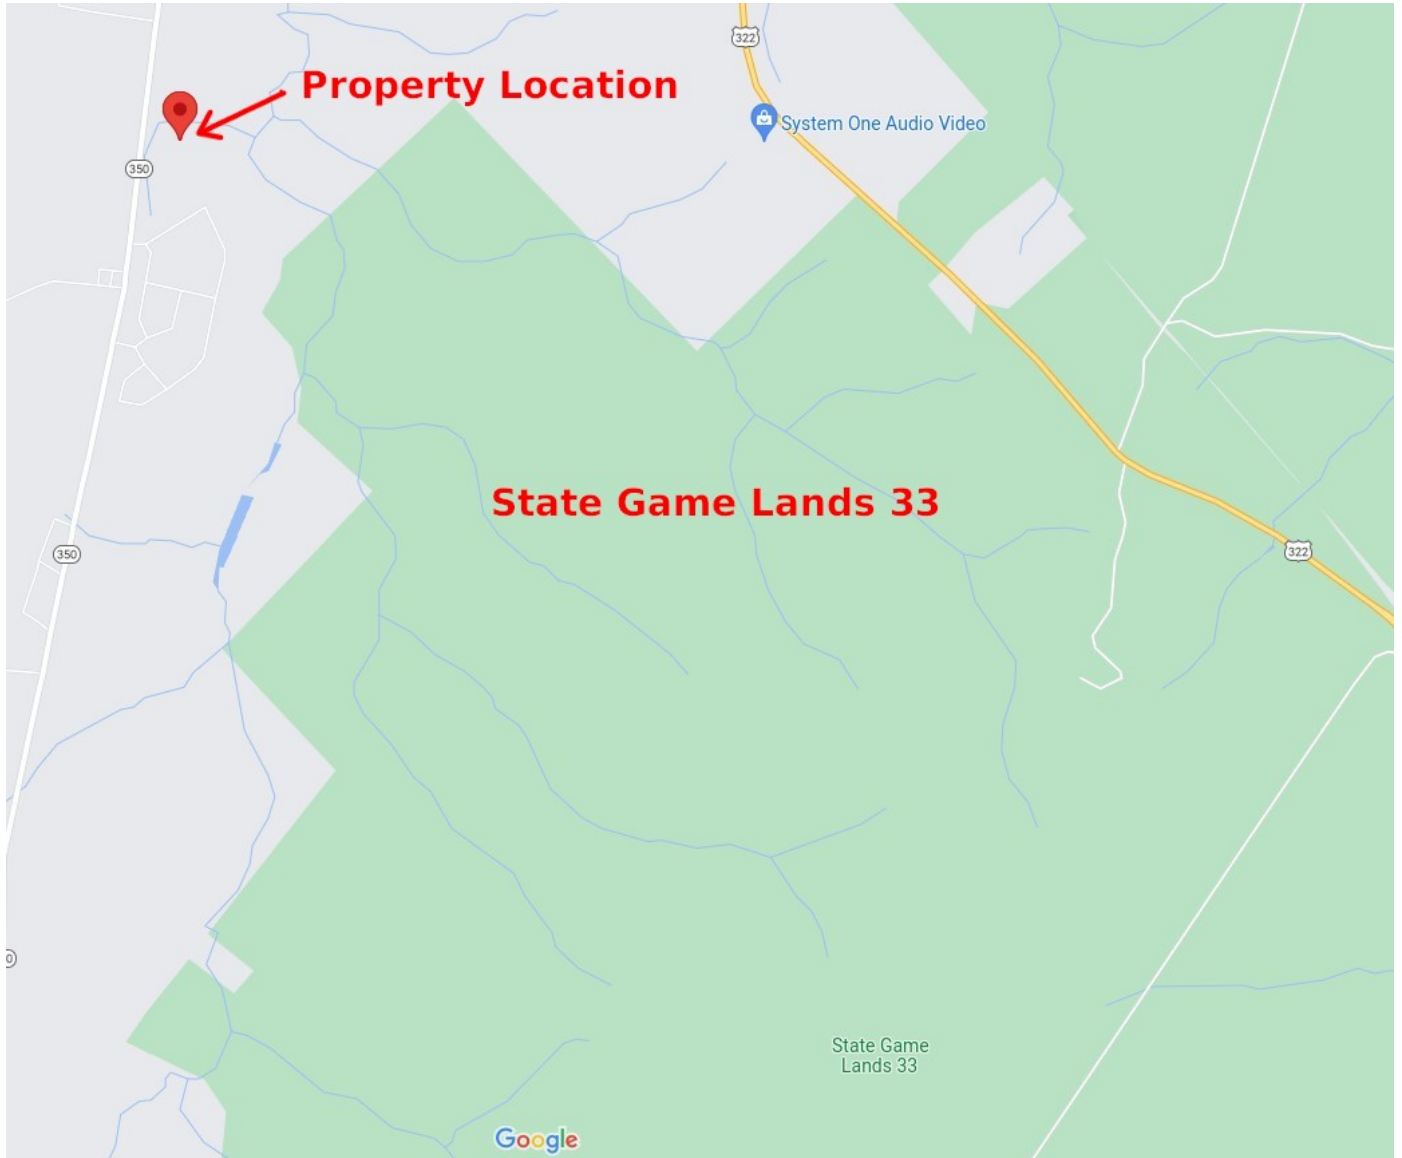 322
Property Location
System One Audio Video
350
State Game Lands 33
350
322
0
State Game
Lands 33
Google